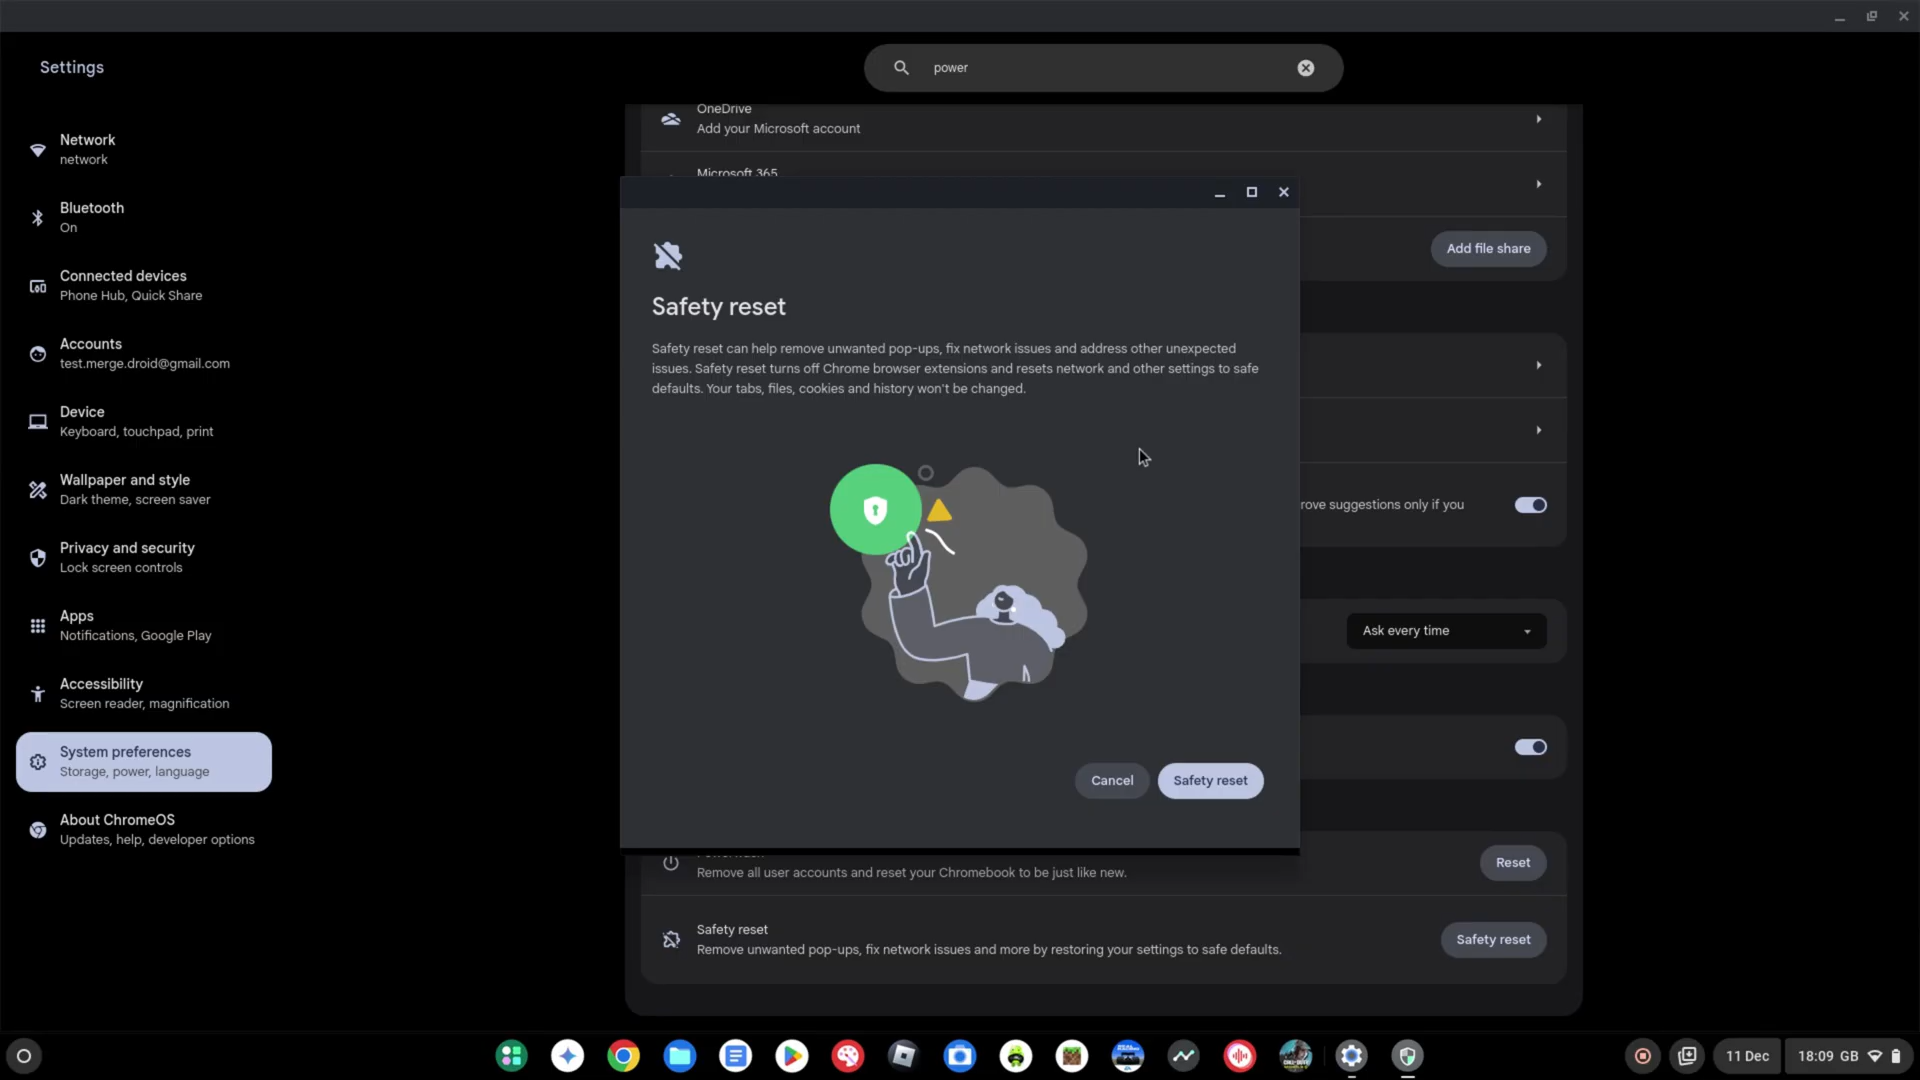 Settings
power
Network
network
Bluetooth
On
Connected devices
Phone Hub, Quick Share
Accounts
test.merge.droid@gmail.com
Device
Keyboard, touchpad, print
Wallpaper and style
Dark theme, screen saver
Privacy and security
Lock screen controls
Apps
Notifications, Google Play
Accessibility
Screen reader, magnification
System preferences
Storage, power, language
About ChromeOS
Updates, help, developer options
OneDrive
Add your Microsoft account
Microsoft 365
Add file share
Safety reset
Safety reset can help remove unwanted pop-ups, fix network issues and address other unexpected
issues. Safety reset turns off Chrome browser extensions and resets network and other settings to safe
defaults. Your tabs, files, cookies and history won't be changed.
rove suggestions only if you
Ask every time
Cancel
Safety reset
Remove all user accounts and reset your Chromebook to be just like new.
Reset
Safety reset
Remove unwanted pop-ups, fix network issues and more by restoring your settings to safe defaults.
Safety reset
11 Dec
18:09 GB